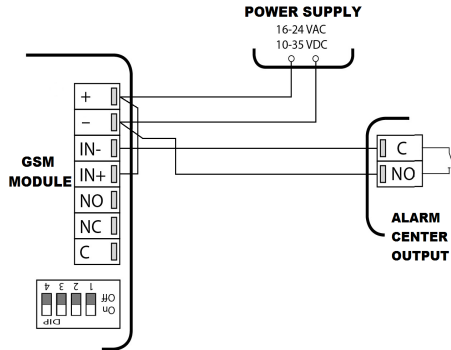 POWER SUPPLY
16-24 VAC
10-35 VDC
+
−
IN-
IN+
NO
NC
C
GSM
MODULE
C
NO
ALARM
CENTER
OUTPUT
1 2 3 4
Off
On
DIP